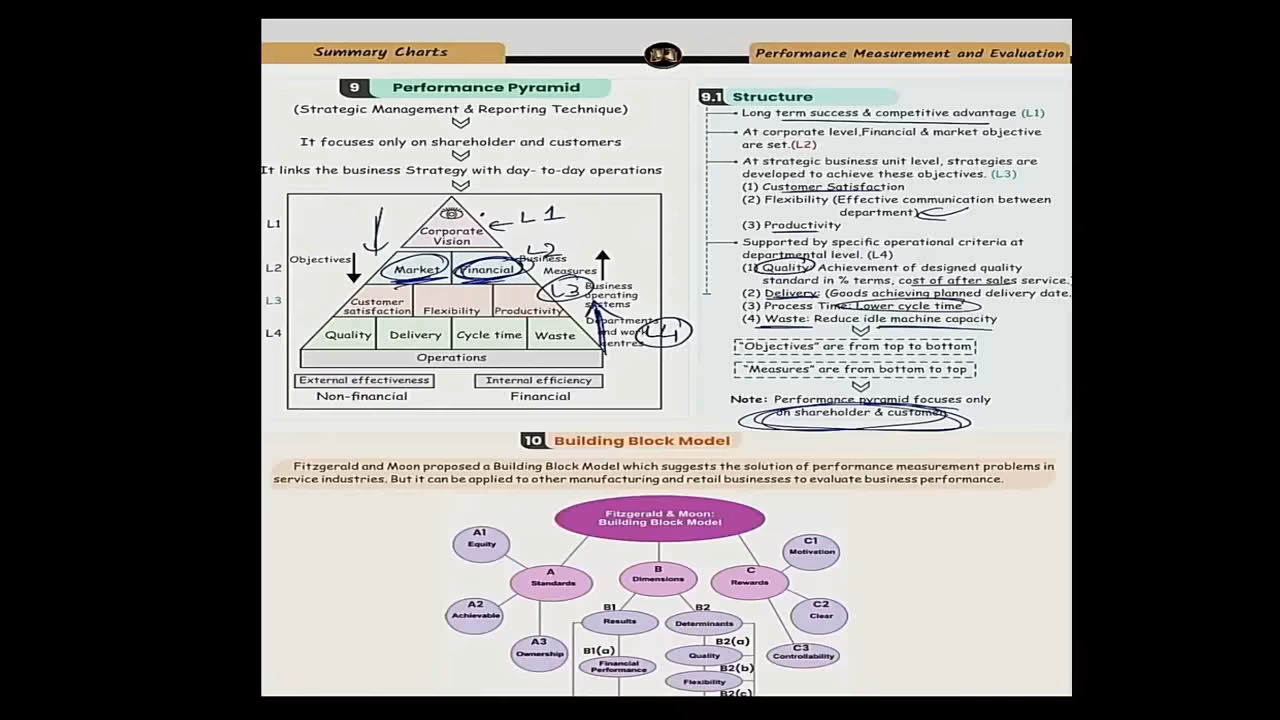 Summary Charts
Performance Measurement and Evaluation
9 Performance Pyramid
(Strategic Management & Reporting Technique)
It focuses only on shareholder and customers
It links the business Strategy with day- to-day operations
L1
Corporate
Vision
L1
Objectives
L2
Market
Financial
L2
Business
Measures
L3
Customer
satisfaction
Flexibility
Productivity
L3
Business
operating
systems
L4
Quality
Delivery
Cycle time
Waste
Departments
and work
centres
L4
Operations
External effectiveness
Internal efficiency
Non-financial
Financial
9.1 Structure
Long term success & competitive advantage (L1)
At corporate level,Financial & market objective
are set.(L2)
At strategic business unit level, strategies are
developed to achieve these objectives. (L3)
(1) Customer Satisfaction
(2) Flexibility (Effective communication between
department)
(3) Productivity
Supported by specific operational criteria at
departmental level. (L4)
(1) Quality: Achievement of designed quality
standard in % terms, cost of after sales service.)
(2) Delivery: (Goods achieving planned delivery date.
(3) Process Time: Lower cycle time
(4) Waste: Reduce idle machine capacity
"Objectives" are from top to bottom
"Measures" are from bottom to top
Note: Performance pyramid focuses only
on shareholder & customer
10 Building Block Model
Fitzgerald and Moon proposed a Building Block Model which suggests the solution of performance measurement problems in
service industries. But it can be applied to other manufacturing and retail businesses to evaluate business performance.
Fitzgerald & Moon:
Building Block Model
A1
Equity
A
Standards
B
Dimensions
C
Rewards
C1
Motivation
A2
Achievable
B1
Results
B2
Determants
C2
Clear
A3
Ownership
B1(a)
Financial
Performance
B2(a)
Quality
B2(b)
Flexibility
B2(c)
C3
Controllability